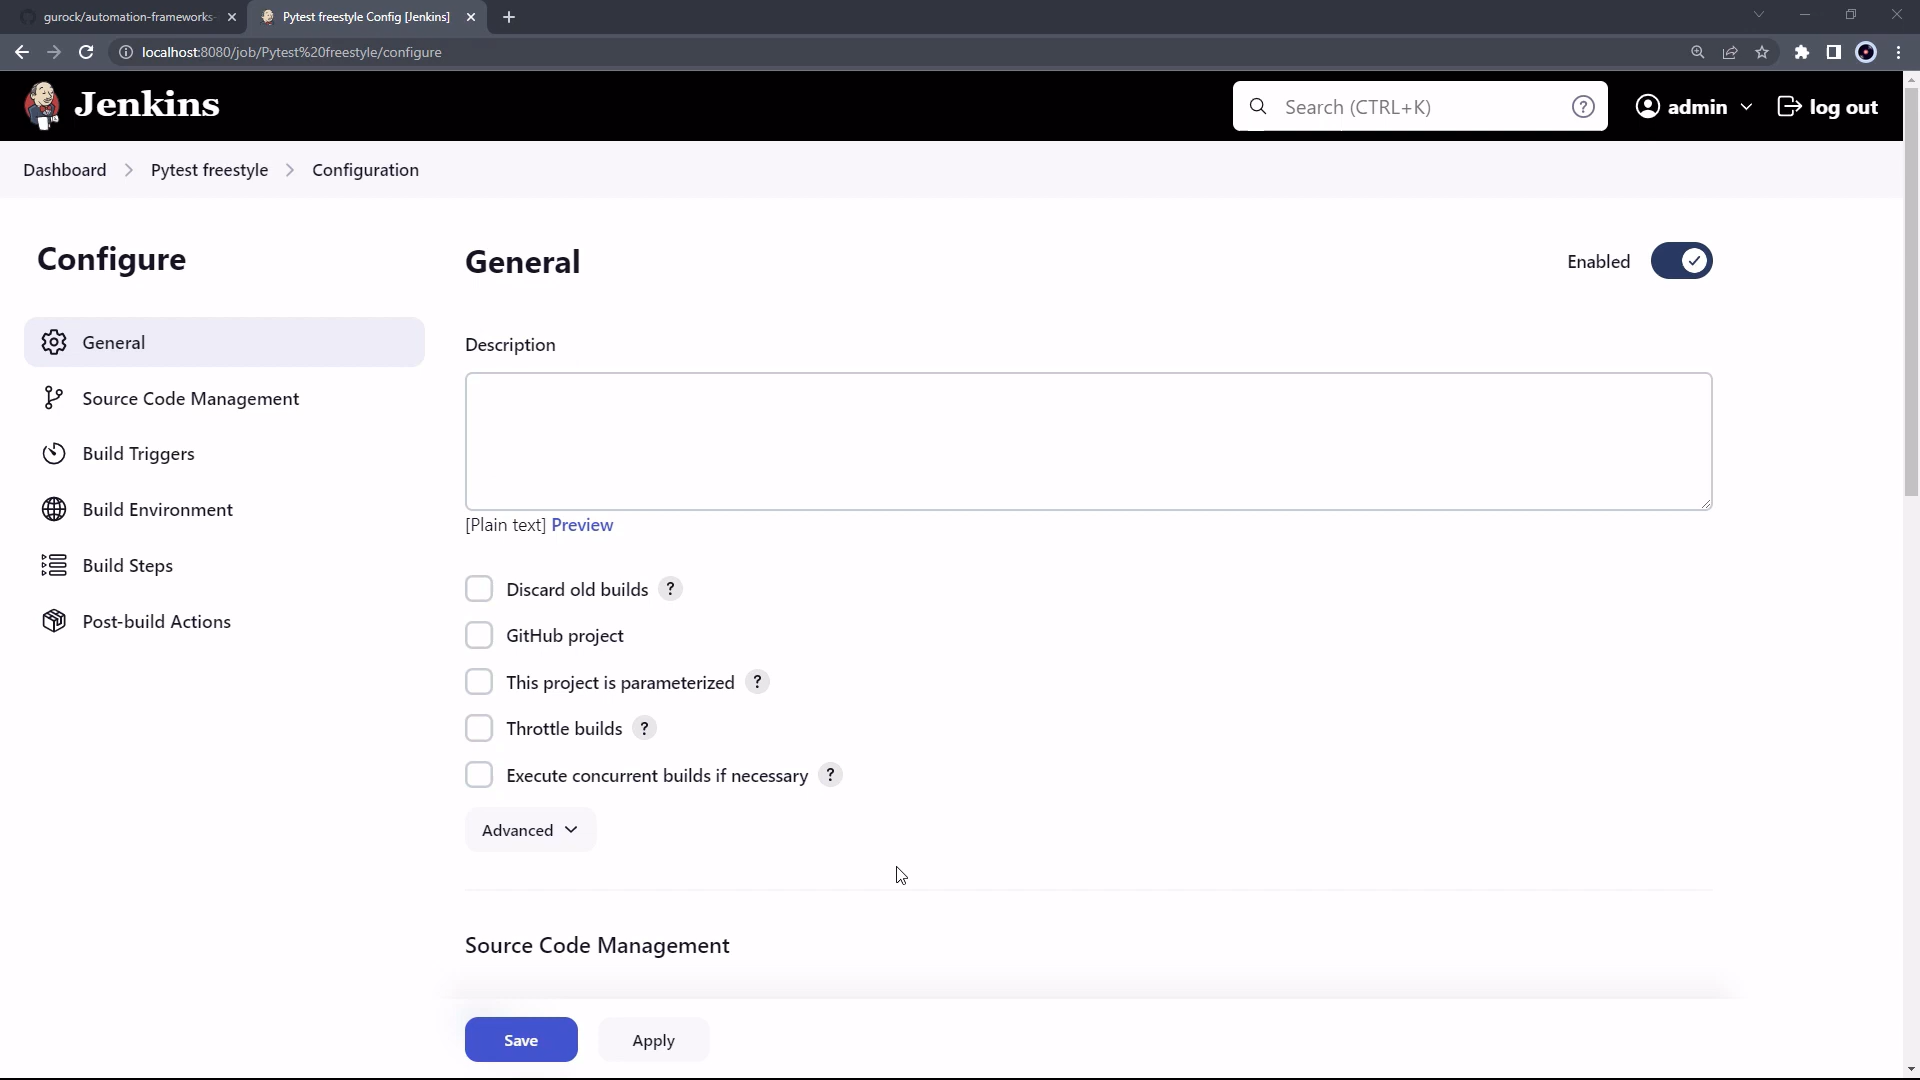 gurock/automation-frameworks-
Pytest freestyle Config [Jenkins]
localhost:8080/job/Pytest%20freestyle/configure
Jenkins
Search (CTRL+K)
?
admin
log out
Dashboard
Pytest freestyle
Configuration
Configure
General
Source Code Management
Build Triggers
Build Environment
Build Steps
Post-build Actions
General
Enabled
Description
[Plain text] Preview
Discard old builds ?
GitHub project
This project is parameterized ?
Throttle builds ?
Execute concurrent builds if necessary ?
Advanced
Source Code Management
Save
Apply